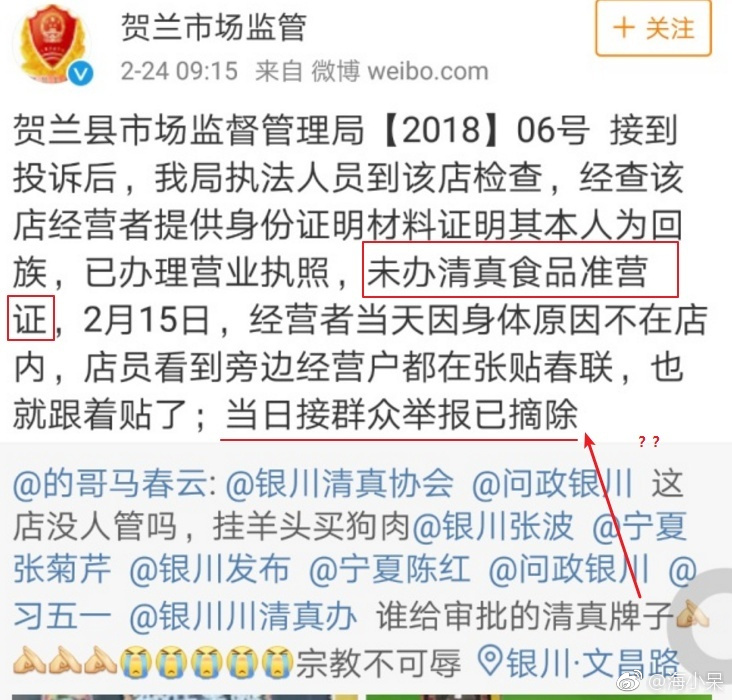 贺兰市场监管
+ 关注
2-24 09:15 来自 微博 weibo.com
贺兰县市场监督管理局【2018】06号 接到
投诉后，我局执法人员到该店检查，经查该
店经营者提供身份证明材料证明其本人为回
族，已办理营业执照，未办清真食品准营
证，2月15日，经营者当天因身体原因不在店
内，店员看到旁边经营户都在张贴春联，也
就跟着贴了；当日接群众举报已摘除
??
@的哥马春云: @银川清真协会 @问政银川 这
店没人管吗，挂羊头买狗肉@银川张波 @宁夏
张菊芹 @银川发布 @宁夏陈红 @问政银川 @
习五一 @银川川清真办 谁给审批的清真牌子🤏
🤏🤏🤏😭😭😭😭😭宗教不可辱 银川·文昌路
@海小呆